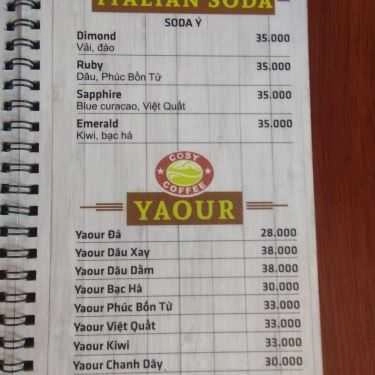 ITALIAN SODA
SODA Ý
Dimond 35.000
Vải, đào
Ruby 35.000
Dâu, Phúc Bồn Tử
Sapphire 35.000
Blue curacao, Việt Quất
Emerald 35.000
Kiwi, bạc hà
COSY
COFFEE
YAOUR
Yaour Đá 28.000
Yaour Dâu Xay 38.000
Yaour Dâu Dầm 38.000
Yaour Bạc Hà 30.000
Yaour Phúc Bồn Tử 33.000
Yaour Việt Quất 33.000
Yaour Kiwi 33.000
Yaour Chanh Dây 30.000